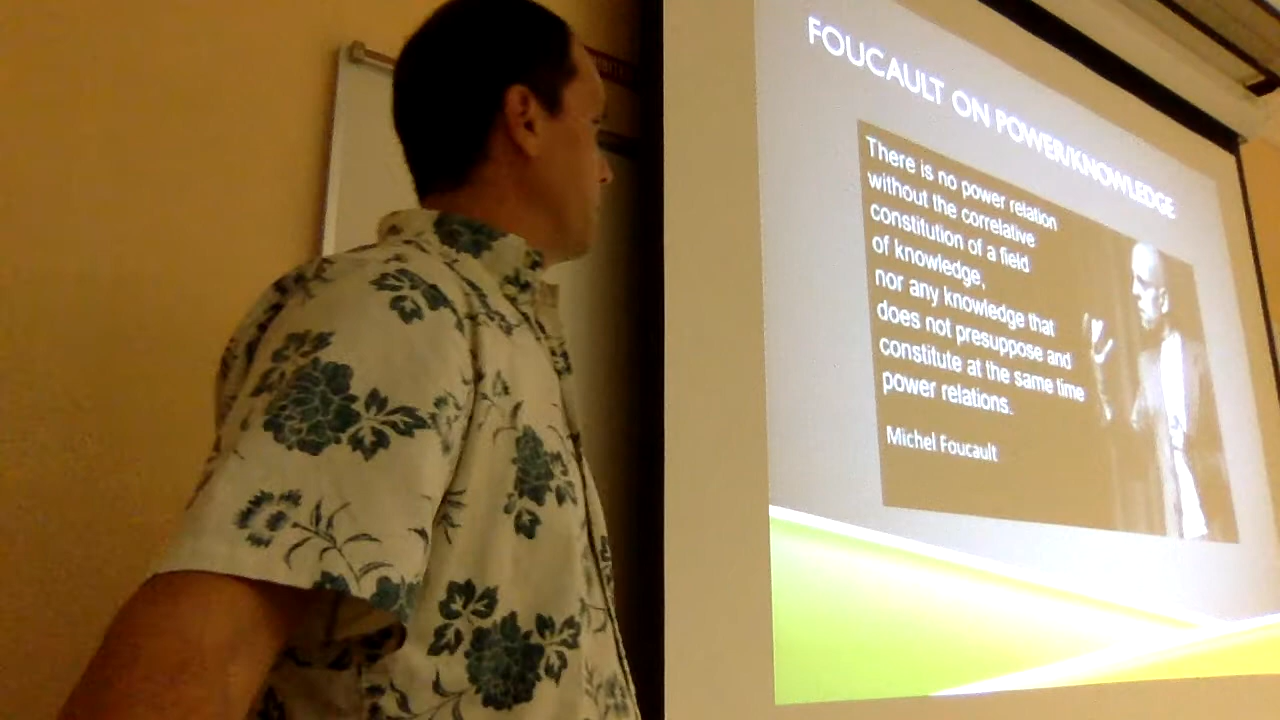 FOUCAULT ON POWER/KNOWLEDGE
There is no power relation
without the correlative
constitution of a field
of knowledge,
nor any knowledge that
does not presuppose and
constitute at the same time
power relations.
Michel Foucault